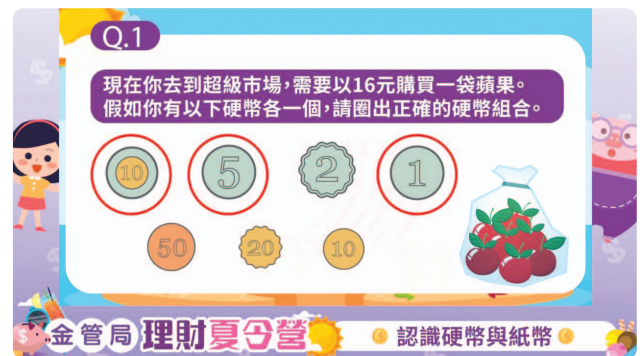 Q.1
現在你去到超級市場,需要以16元購買一袋蘋果。
假如你有以下硬幣各一個,請圈出正確的硬幣組合。
10
5
2
1
50
20
10
金管局 理財夏令營
認識硬幣與紙幣